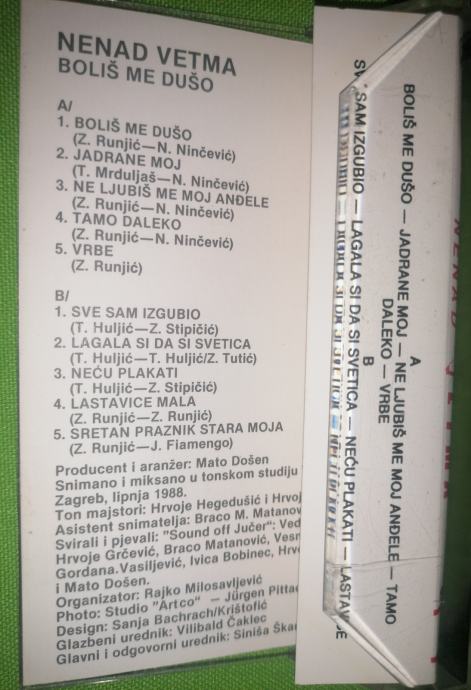 NENAD VETMA
BOLIŠ ME DUŠO
A/
1. BOLIŠ ME DUŠO
(Z. Runjić—N. Ninčević)
2. JADRANE MOJ
(T. Mrduljaš—N. Ninčević)
3. NE LJUBIŠ ME MOJ ANĐELE
(Z. Runjić—N. Ninčević)
4. TAMO DALEKO
(Z. Runjić—N. Ninčević)
5. VRBE
(Z. Runjić)
B/
1. SVE SAM IZGUBIO
(T. Huljić—Z. Stipičić)
2. LAGALA SI DA SI SVETICA
(T. Huljić—T. Huljić/Z. Tutić)
3. NEĆU PLAKATI
(T. Huljić—Z. Stipičić)
4. LASTAVICE MALA
(Z. Runjić—Z. Runjić)
5. SRETAN PRAZNIK STARA MOJA
(Z. Runjić—J. Fiamengo)
Producent i aranžer: Mato Došen
Snimano i miksano u tonskom studiju
Zagreb, lipnja 1988.
Ton majstori: Hrvoje Hegedušić i Hrvoj
Asistent snimatelja: Braco M. Matanov
Svirali i pjevali: "Sound off Jučer": Ved
Hrvoje Grčević, Braco Matanović, Vesn
Gordana.Vasiljević, Ivica Bobinec, Hrvo
i Mato Došen.
Organizator: Rajko Milosavljević
Photo: Studio "Artco" — Jürgen Pittac
Design: Sanja Bachrach/Krištofić
Glazbeni urednik: Vilibald Čaklec
Glavni i odgovorni urednik: Siniša Ška
A
BOLIŠ ME DUŠO — JADRANE MOJ — NE LJUBIŠ ME MOJ ANĐELE — TAMO
DALEKO — VRBE
B
SVE SAM IZGUBIO — LAGALA SI DA SI SVETICA — NEĆU PLAKATI — LASTAVICE
NENAD VETMA